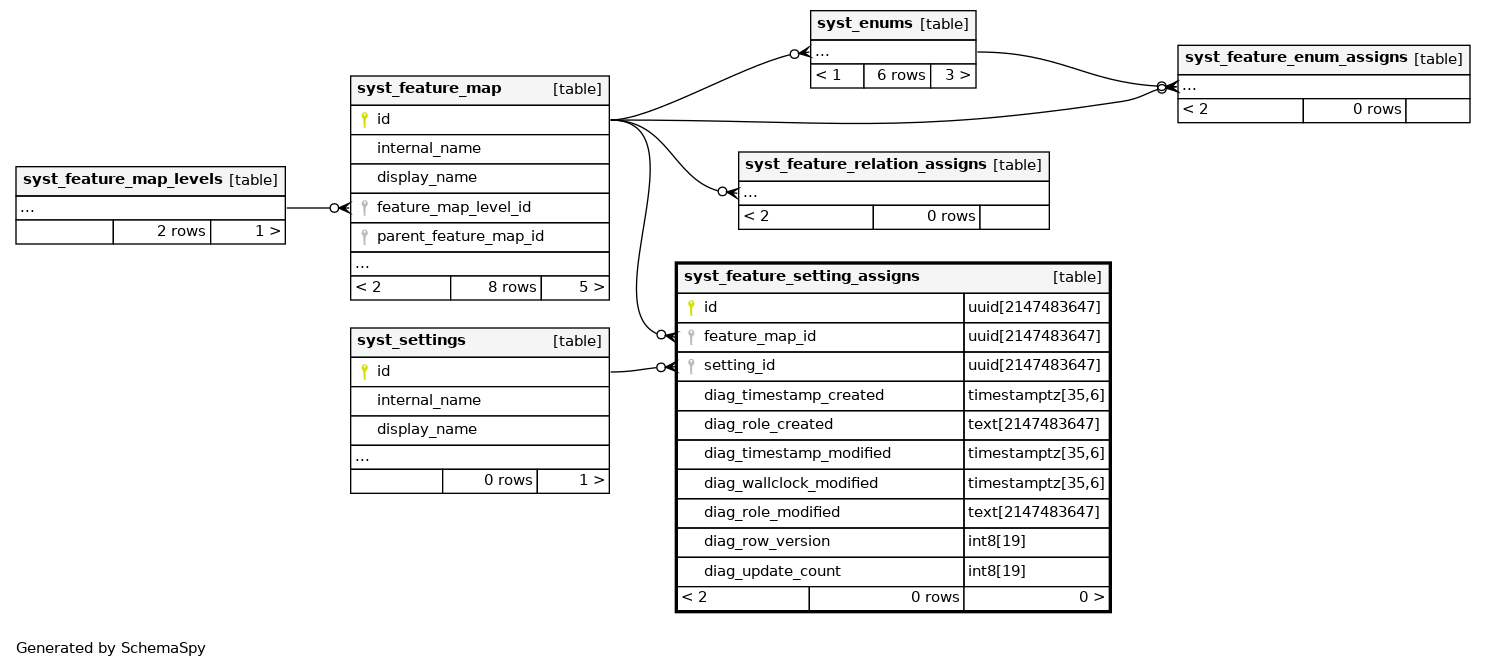 syst_enums [table]
...
< 1 6 rows 3 >
syst_feature_enum_assigns [table]
...
< 2 0 rows
syst_feature_map [table]
id
internal_name
display_name
feature_map_level_id
parent_feature_map_id
...
< 2 8 rows 5 >
syst_feature_relation_assigns [table]
...
< 2 0 rows
syst_feature_map_levels [table]
...
2 rows 1 >
syst_feature_setting_assigns [table]
id uuid[2147483647]
feature_map_id uuid[2147483647]
setting_id uuid[2147483647]
diag_timestamp_created timestamptz[35,6]
diag_role_created text[2147483647]
diag_timestamp_modified timestamptz[35,6]
diag_wallclock_modified timestamptz[35,6]
diag_role_modified text[2147483647]
diag_row_version int8[19]
diag_update_count int8[19]
< 2 0 rows 0 >
syst_settings [table]
id
internal_name
display_name
...
0 rows 1 >
Generated by SchemaSpy